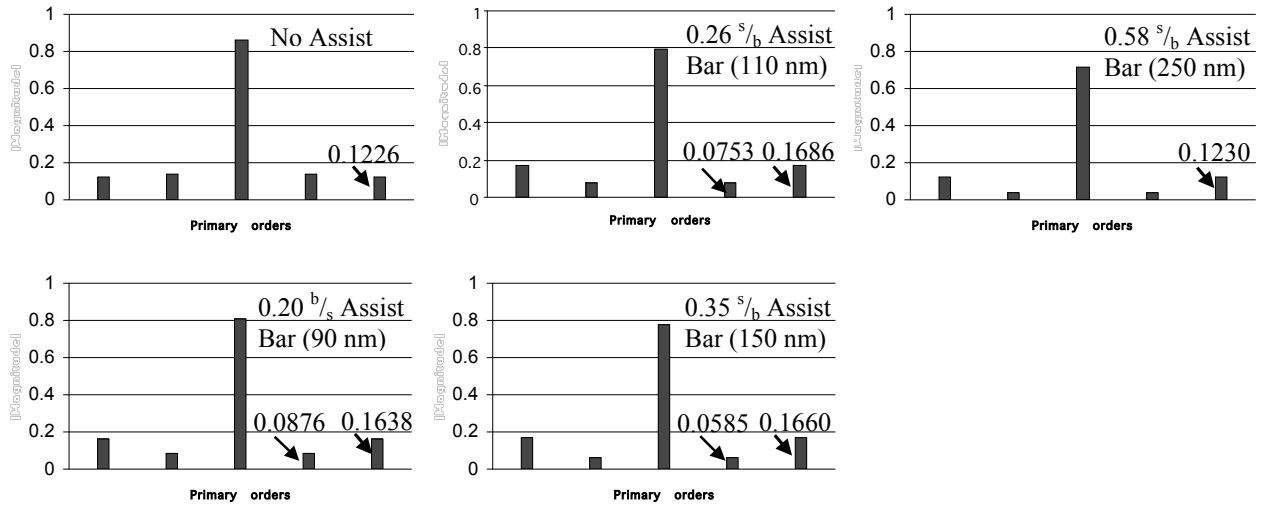 1
0.8
0.6
0.4
0.2
0
[Magnitude]
No Assist
0.1226
Primary orders
1
0.8
0.6
0.4
0.2
0
0.26 s/b Assist
Bar (110 nm)
0.0753 0.1686
Primary orders
1
0.8
0.6
0.4
0.2
0
[Magnitude]
0.58 s/b Assist
Bar (250 nm)
0.1230
Primary orders
1
0.8
0.6
0.4
0.2
0
[Magnitude]
0.20 b/s Assist
Bar (90 nm)
0.0876 0.1638
Primary orders
1
0.8
0.6
0.4
0.2
0
[Magnitude]
0.35 s/b Assist
Bar (150 nm)
0.0585 0.1660
Primary orders